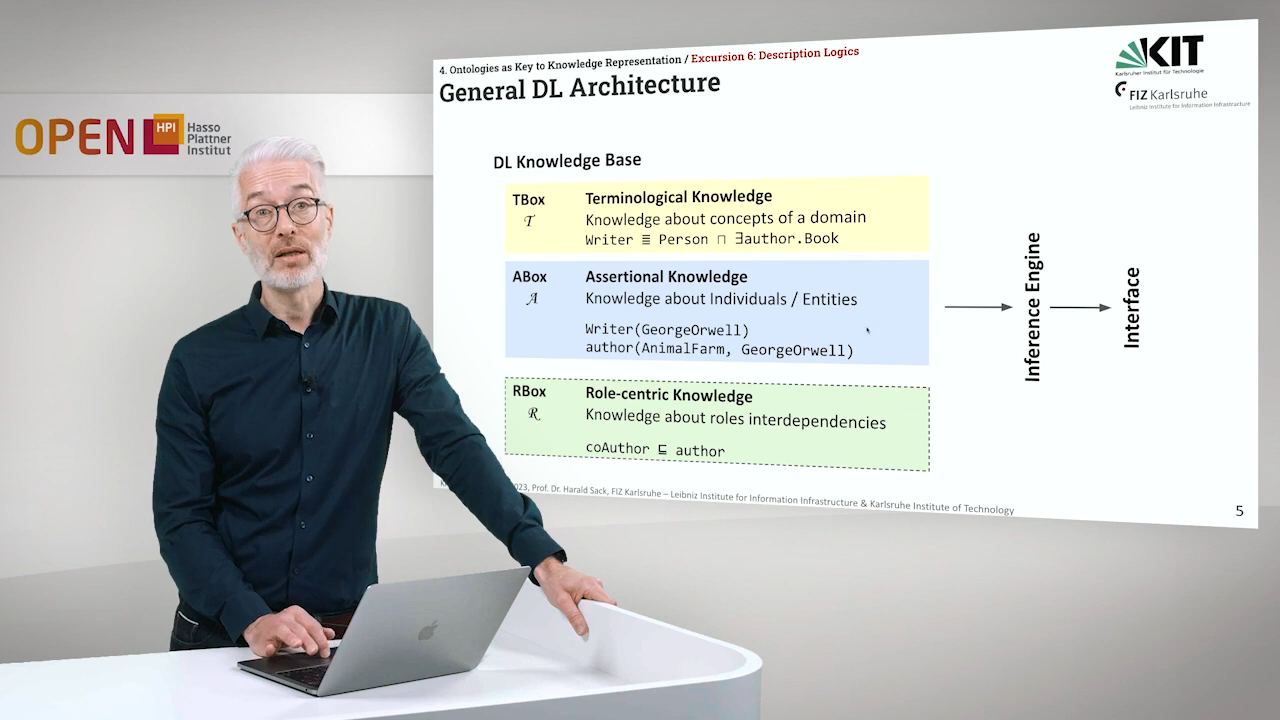 OPEN HPI Hasso
Plattner
Institut
4. Ontologies as Key to Knowledge Representation / Excursion 6: Description Logics
General DL Architecture
KIT
Karlsruher Institut für Technologie
FIZ Karlsruhe
Leibniz Institute for Information Infrastructure
DL Knowledge Base
TBox Terminological Knowledge
𝒯 Knowledge about concepts of a domain
Writer ≣ Person ⊓ ∃author.Book
ABox Assertional Knowledge
𝒜 Knowledge about Individuals / Entities
Writer(GeorgeOrwell)
author(AnimalFarm, GeorgeOrwell)
RBox Role-centric Knowledge
ℛ Knowledge about roles interdependencies
coAuthor ⊑ author
Inference Engine
Interface
23, Prof. Dr. Harald Sack, FIZ Karlsruhe – Leibniz Institute for Information Infrastructure & Karlsruhe Institute of Technology
5